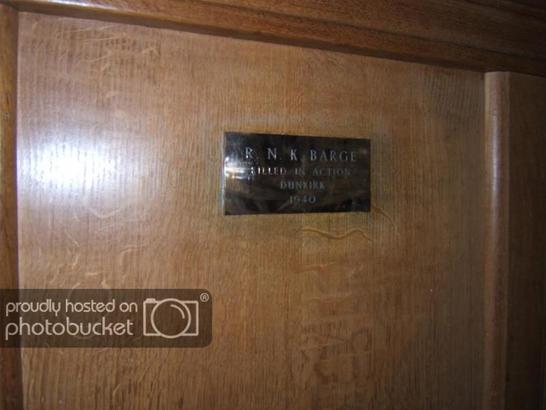 R. N. K. BARGE
KILLED IN ACTION
DUNKIRK
1940
proudly hosted on
photobucket